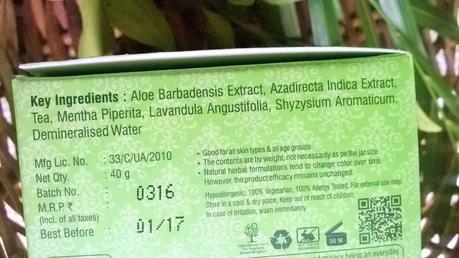 Key Ingredients : Aloe Barbadensis Extract, Azadirecta Indica Extract,
Tea, Mentha Piperita, Lavandula Angustifolia, Shyzysium Aromaticum,
Demineralised Water
Mfg Lic. No. : 33/C/UA/2010
Net Qty. : 40 g
Batch No. : 0316
M.R.P ₹ :
(Incl. of all taxes)
Best Before : 01/17
• Good for all skin types & all age groups
• The contents are by weight, not necessarily as per the jar size
• Natural herbal formulations tend to change color over time.
However, the product efficacy remains unchanged.
Hypoallergenic, 100% Vegetarian, 100% Allergy Tested. For external use only.
Store in a cool & dry place, Keep out of reach of children.
In case of irritation, wash immediately
36 M
being an everyday